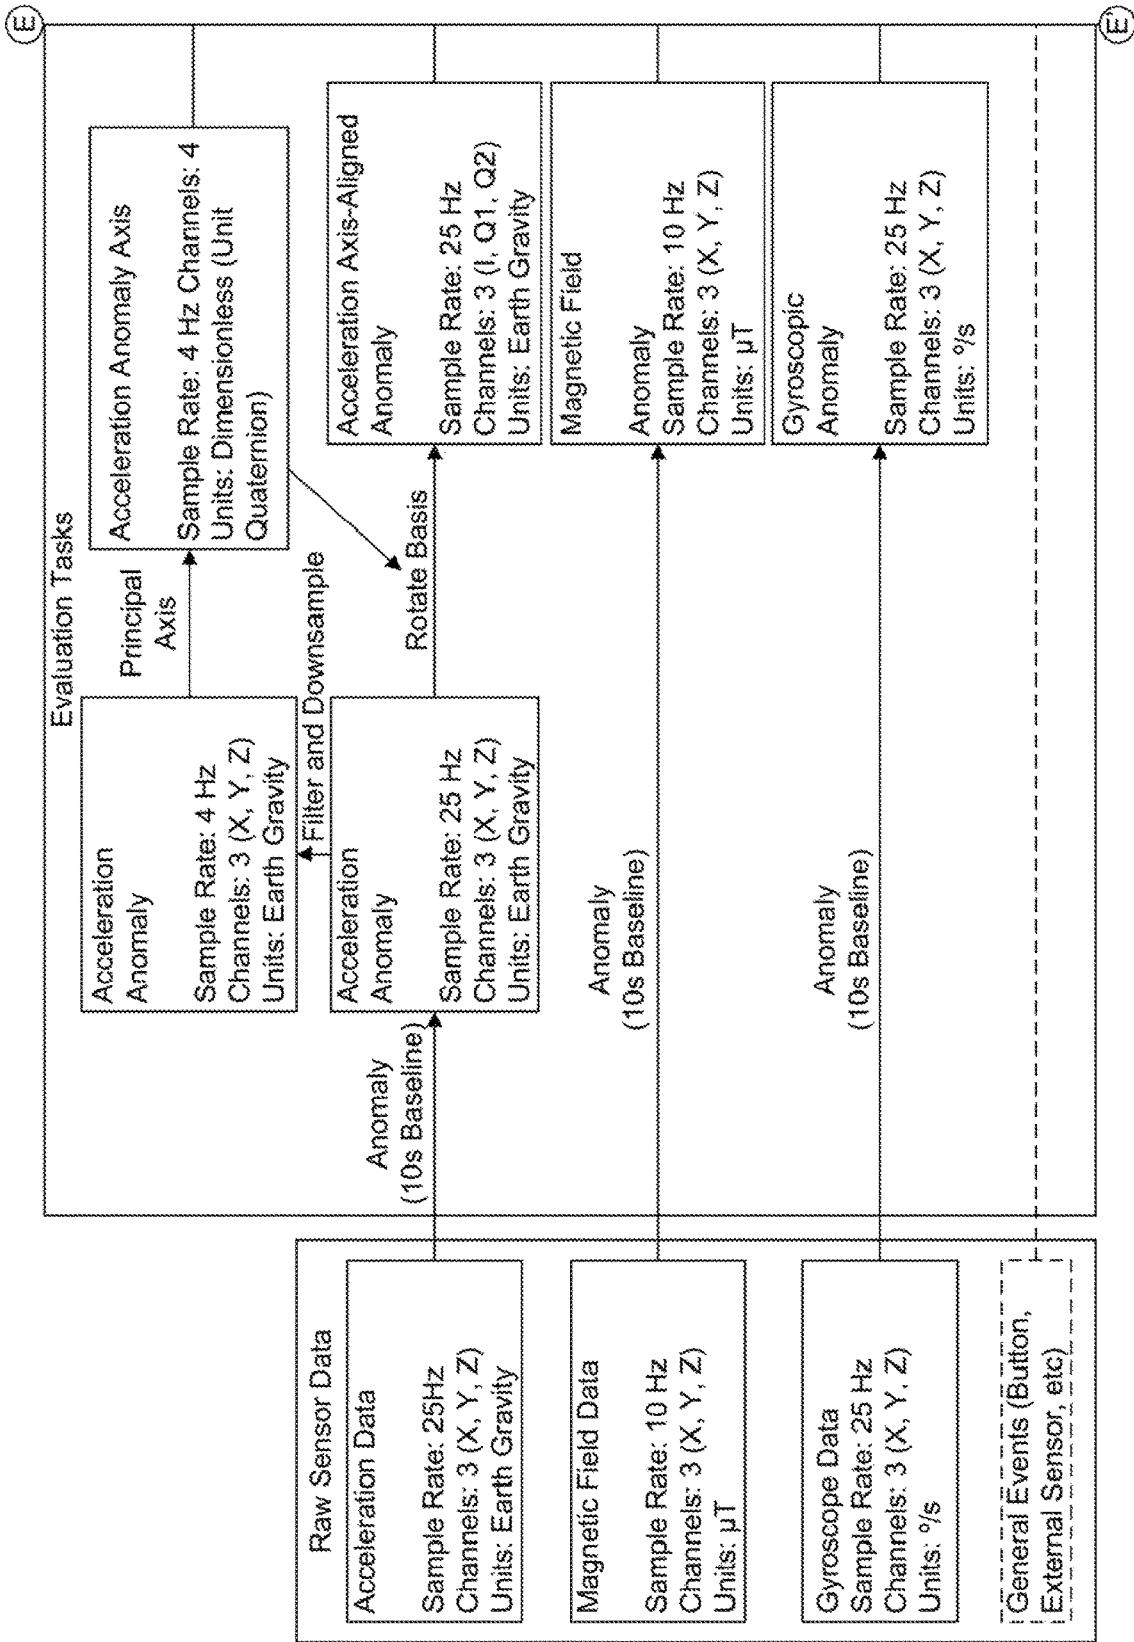 Raw Sensor Data
Acceleration Data
Sample Rate: 25Hz
Channels: 3 (X, Y, Z)
Units: Earth Gravity
Magnetic Field Data
Sample Rate: 10 Hz
Channels: 3 (X, Y, Z)
Units: µT
Gyroscope Data
Sample Rate: 25 Hz
Channels: 3 (X, Y, Z)
Units: º/s
General Events (Button,
External Sensor, etc)
Evaluation Tasks
Acceleration
Anomaly
Sample Rate: 4 Hz
Channels: 3 (X, Y, Z)
Units: Earth Gravity
Principal
Axis
Acceleration Anomaly Axis
Sample Rate: 4 Hz Channels: 4
Units: Dimensionless (Unit
Quaternion)
Filter and Downsample
Anomaly
(10s Baseline)
Acceleration
Anomaly
Sample Rate: 25 Hz
Channels: 3 (X, Y, Z)
Units: Earth Gravity
Rotate Basis
Acceleration Axis-Aligned
Anomaly
Sample Rate: 25 Hz
Channels: 3 (I, Q1, Q2)
Units: Earth Gravity
Anomaly
(10s Baseline)
Magnetic Field
Anomaly
Sample Rate: 10 Hz
Channels: 3 (X, Y, Z)
Units: µT
Anomaly
(10s Baseline)
Gyroscopic
Anomaly
Sample Rate: 25 Hz
Channels: 3 (X, Y, Z)
Units: º/s
E
E'